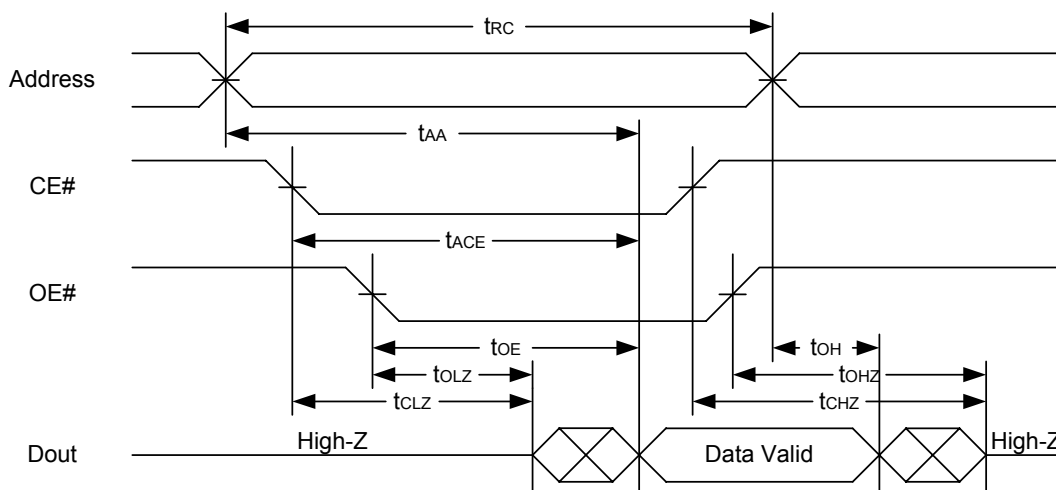 tRC
Address
tAA
CE#
tACE
OE#
tOE
tOH
tOLZ
tOHZ
tCLZ
tCHZ
Dout
High-Z
Data Valid
High-Z